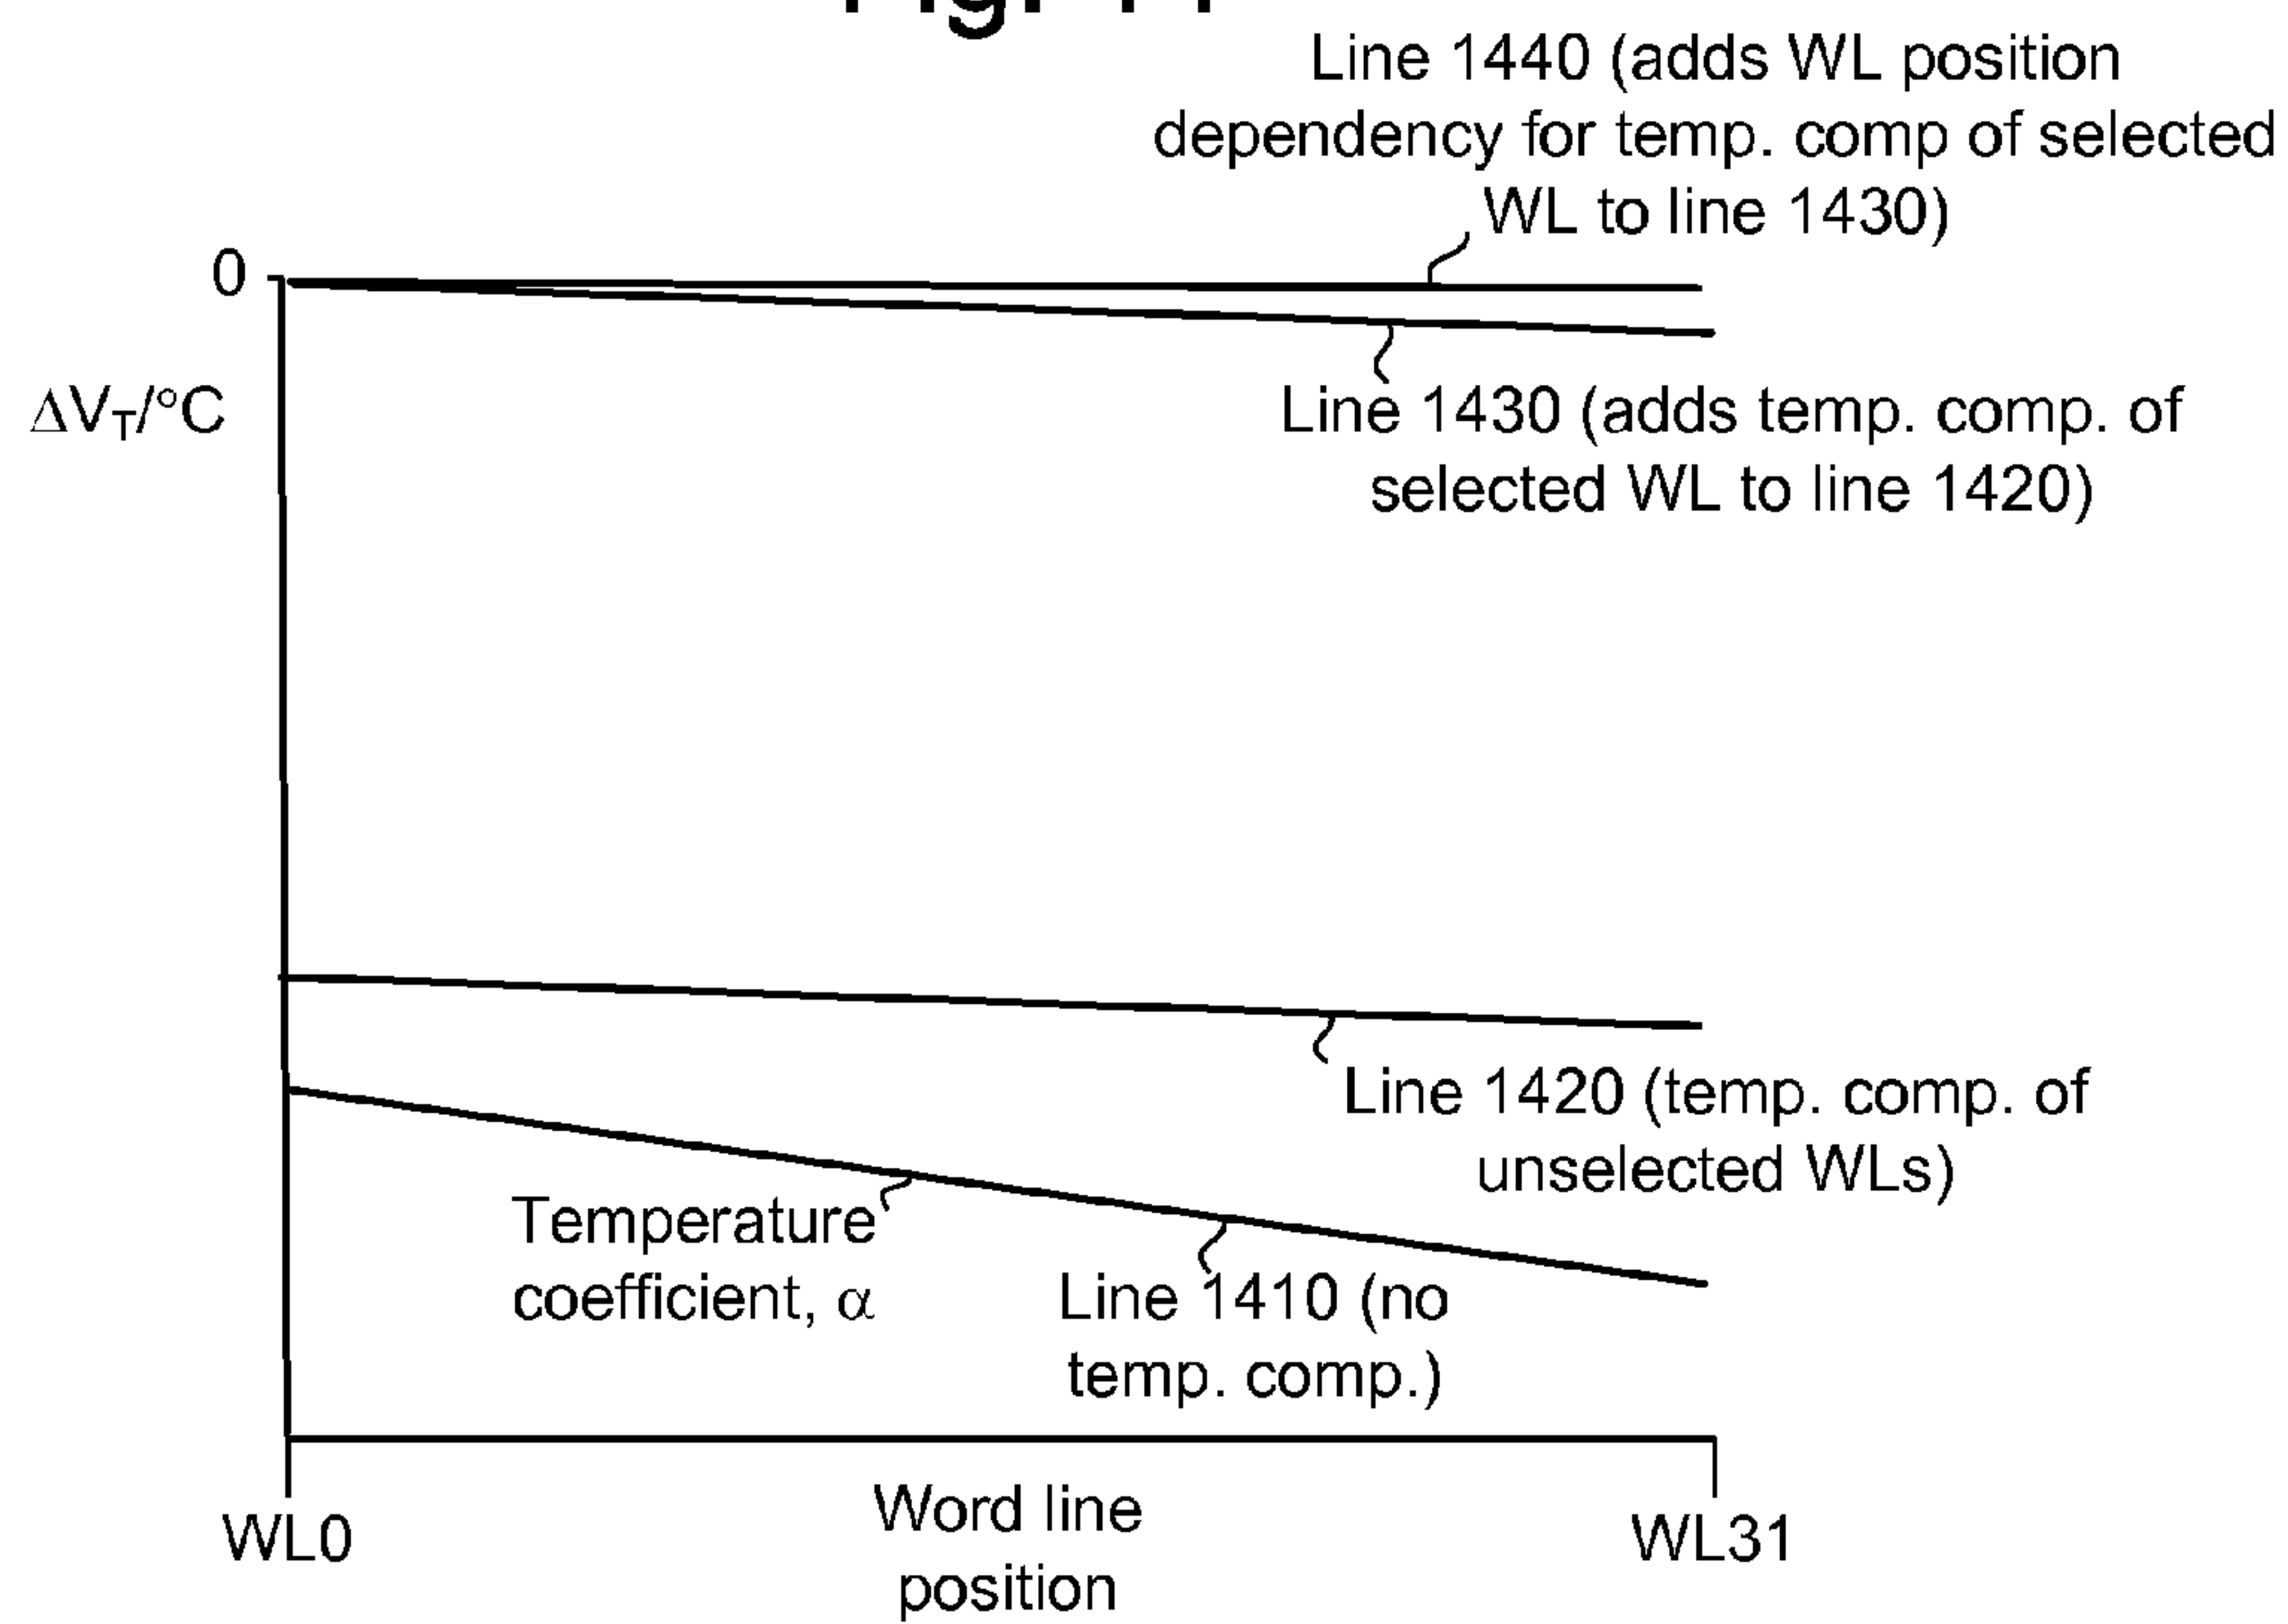 Line 1440 (adds WL position
dependency for temp. comp of selected
WL to line 1430)
0
ΔVT/°C
Line 1430 (adds temp. comp. of
selected WL to line 1420)
Line 1420 (temp. comp. of
unselected WLs)
Temperature
coefficient, α
Line 1410 (no
temp. comp.)
WL0
Word line
position
WL31